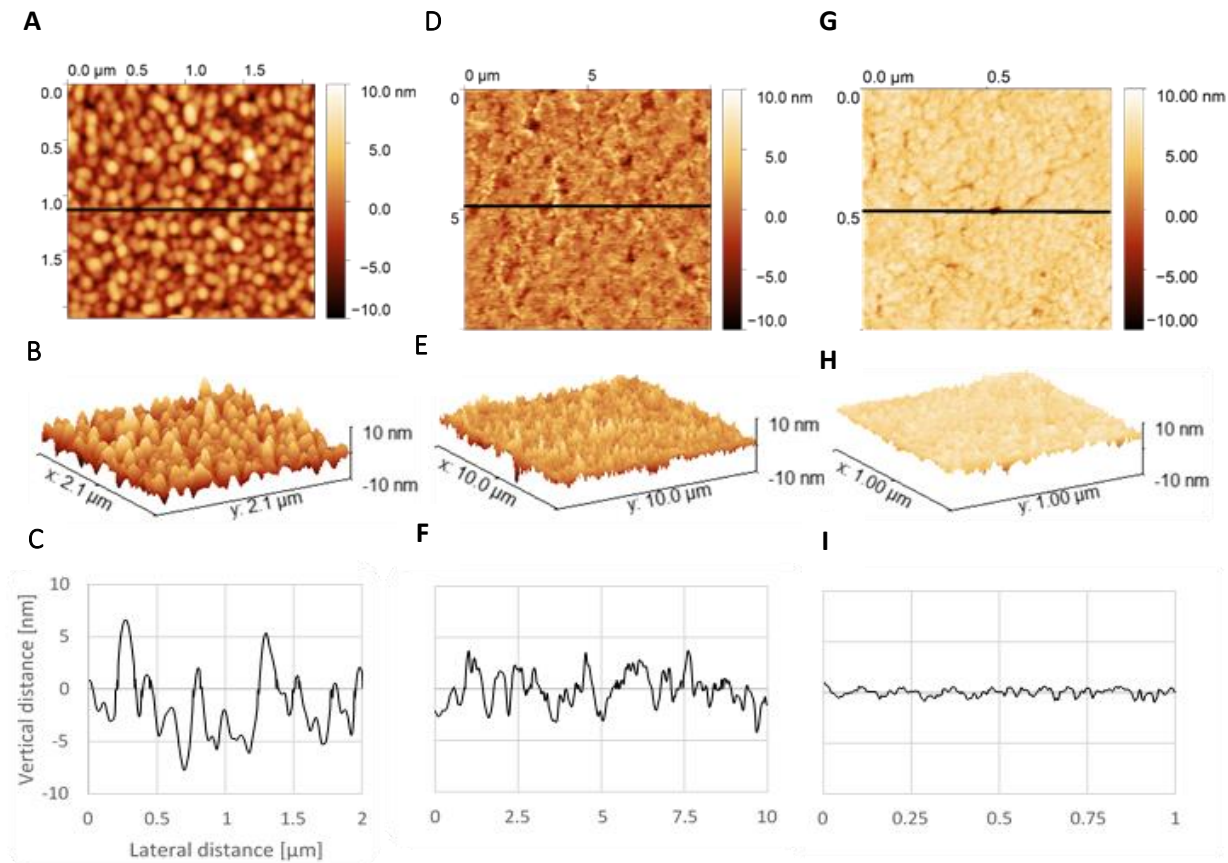 A
D
G
0.0 µm 0.5 1.0 1.5
0 µm 5
0.0 0.5
0.0
0.5
1.0
1.5
10.0 nm
5.0
0.0
−5.0
−10.0
0
5
10.0 nm
5.0
0.0
−5.0
−10.0
0.0
0.5
10.00 nm
5.00
0.00
−5.00
−10.00
B
E
H
10 nm
-10 nm
x: 2.1 µm
y: 2.1 µm
10 nm
-10 nm
x: 10.0 µm
y: 10.0 µm
10 nm
-10 nm
x: 1.00 µm
y: 1.00 µm
C
F
I
Vertical distance [nm]
10
5
0
-5
-10
0 0.5 1 1.5 2
Lateral distance [µm]
0 2.5 5 7.5 10
0 0.25 0.5 0.75 1